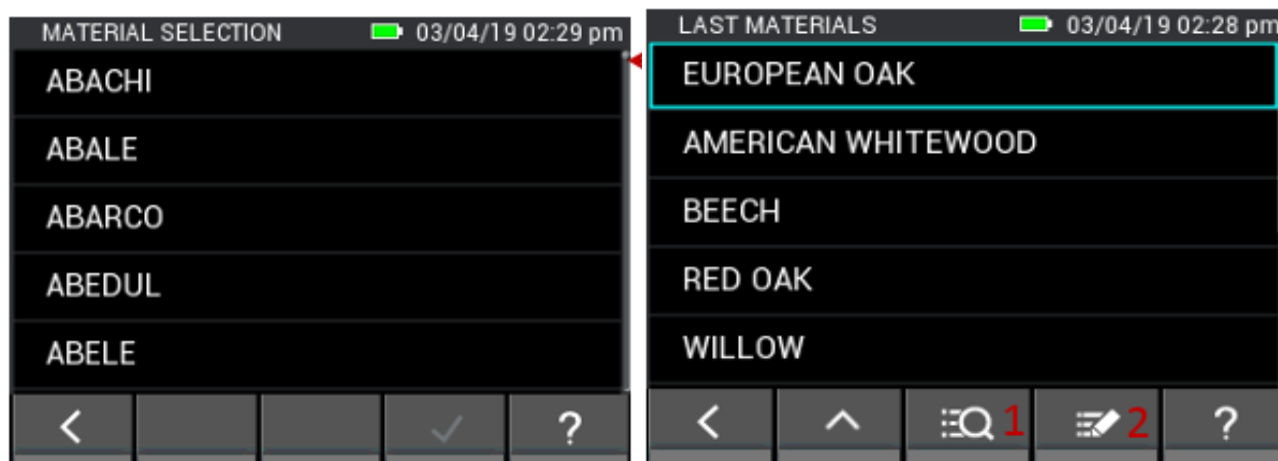 MATERIAL SELECTION 03/04/19 02:29 pm
ABACHI
ABALE
ABARCO
ABEDUL
ABELE
?
LAST MATERIALS 03/04/19 02:28 pm
EUROPEAN OAK
AMERICAN WHITEWOOD
BEECH
RED OAK
WILLOW
1 2 ?